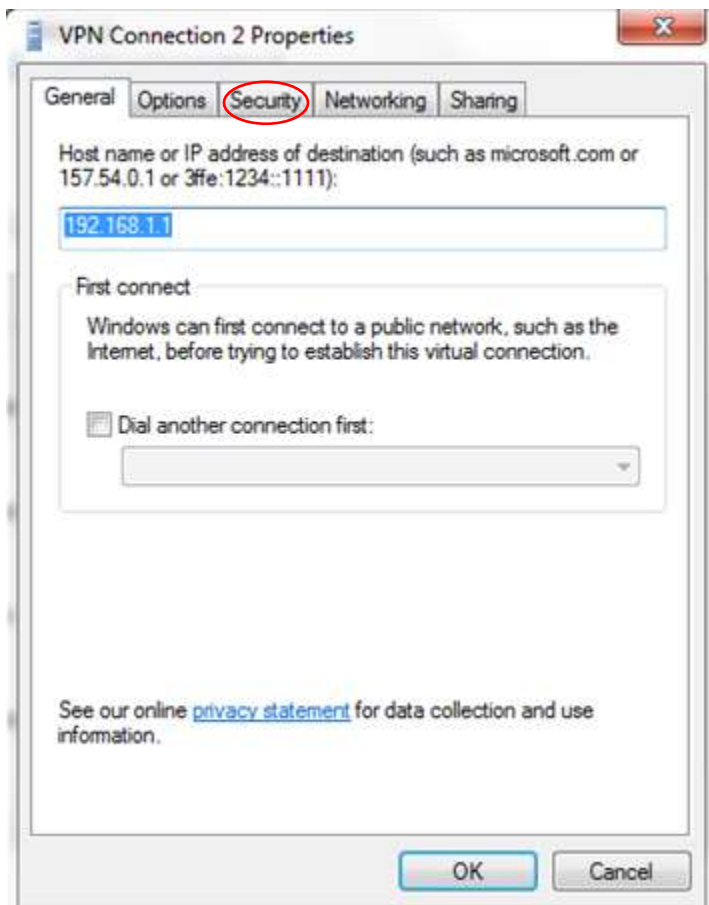 VPN Connection 2 Properties
General Options Security Networking Sharing
Host name or IP address of destination (such as microsoft.com or
157.54.0.1 or 3ffe:1234::1111):
192.168.1.1
First connect
Windows can first connect to a public network, such as the
Internet, before trying to establish this virtual connection.
Dial another connection first:
See our online privacy statement for data collection and use
information.
OK Cancel